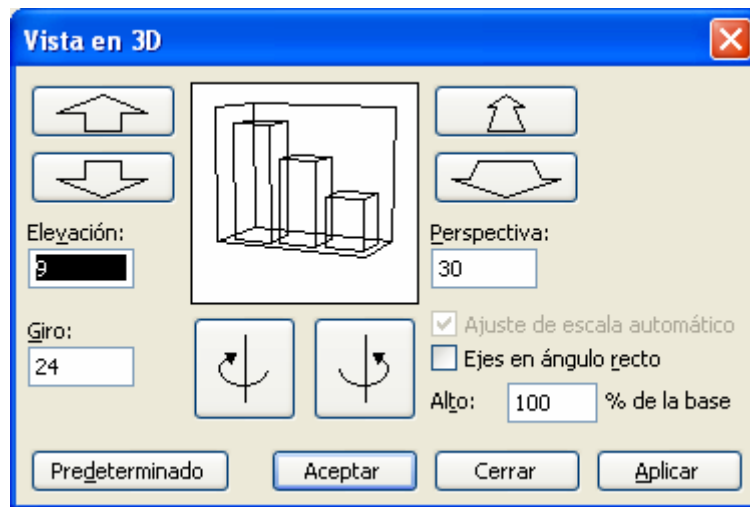 Vista en 3D
Elevación:
9
Perspectiva:
30
Giro:
24
Ajuste de escala automático
Ejes en ángulo recto
Alto: 100 % de la base
Predeterminado Aceptar Cerrar Aplicar